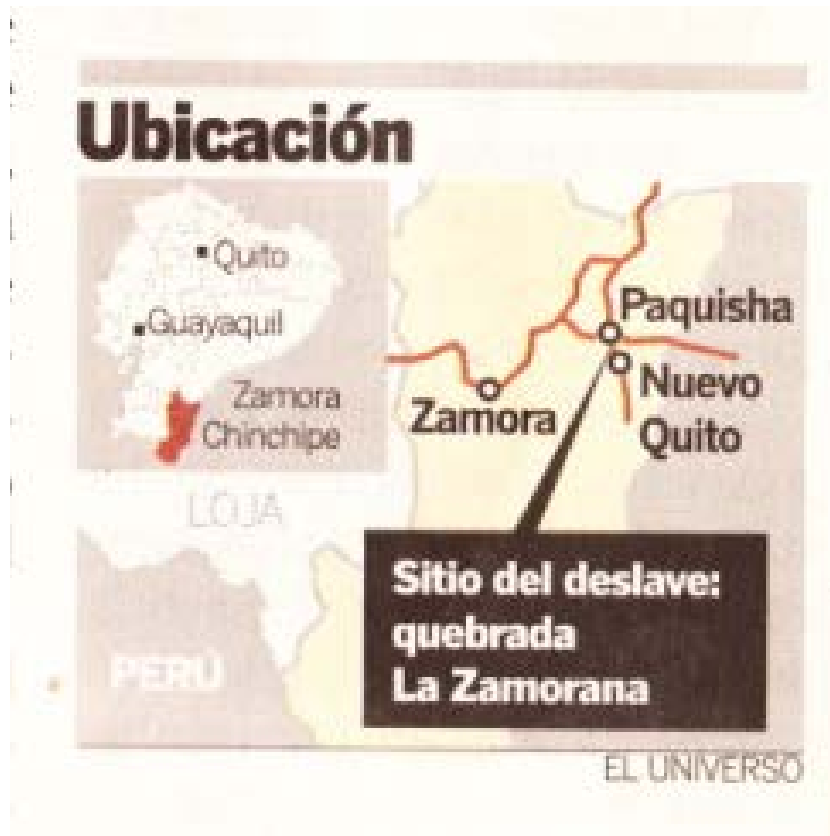 Ubicación
Quito
Guayaquil
Zamora
Chinchipe
Paquisha
Nuevo
Quito
Zamora
LOJA
Sitio del deslave:
quebrada
La Zamorana
PERÚ
EL UNIVERSO